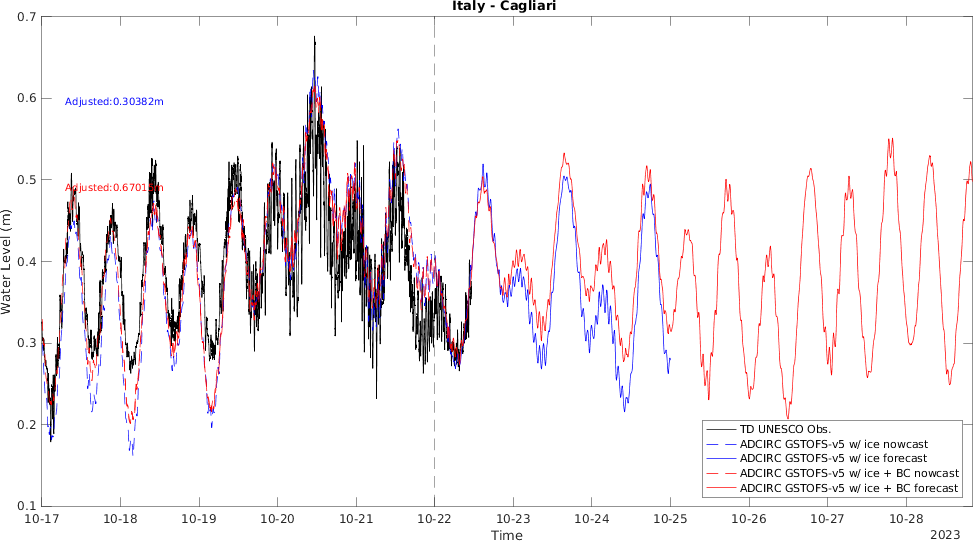 Italy - Cagliari
0.7
0.6
0.5
0.4
0.3
0.2
0.1
Water Level (m)
Adjusted:0.30382m
Adjusted:0.6701 m
10-17 10-18 10-19 10-20 10-21 10-22 10-23 10-24 10-25 10-26 10-27 10-28
Time
2023
TD UNESCO Obs.
ADCIRC GSTOFS-v5 w/ ice nowcast
ADCIRC GSTOFS-v5 w/ ice forecast
ADCIRC GSTOFS-v5 w/ ice + BC nowcast
ADCIRC GSTOFS-v5 w/ ice + BC forecast